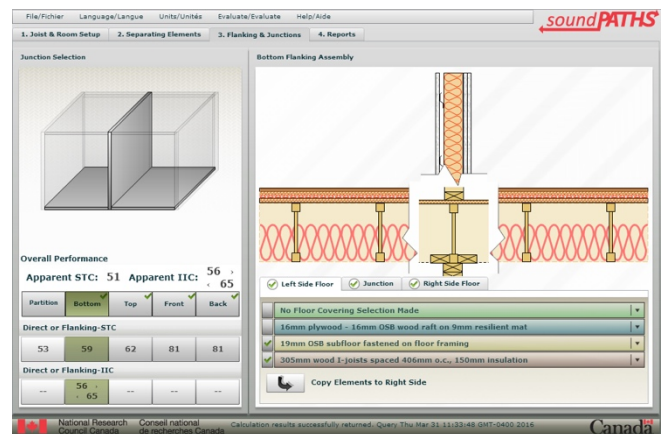 File/Fichier Language/Langue Units/Unités Evaluate/Evaluate Help/Aide
soundPATHS
1. Joist & Room Setup 2. Separating Elements 3. Flanking & Junctions 4. Reports
Junction Selection
Overall Performance
Apparent STC: 51 Apparent IIC: 56 › ‹ 65
Partition Bottom Top Front Back
Direct or Flanking-STC
53 59 62 81 81
Direct or Flanking-IIC
-- 56 › ‹ 65 -- -- --
Bottom Flanking Assembly
Left Side Floor Junction Right Side Floor
No Floor Covering Selection Made
16mm plywood - 16mm OSB wood raft on 9mm resilient mat
19mm OSB subfloor fastened on floor framing
305mm wood I-joists spaced 406mm o.c., 150mm insulation
Copy Elements to Right Side
National Research Council Canada
Conseil national de recherches Canada
Calculation results successfully returned. Query Thu Mar 31 11:33:48 GMT-0400 2016
Canada